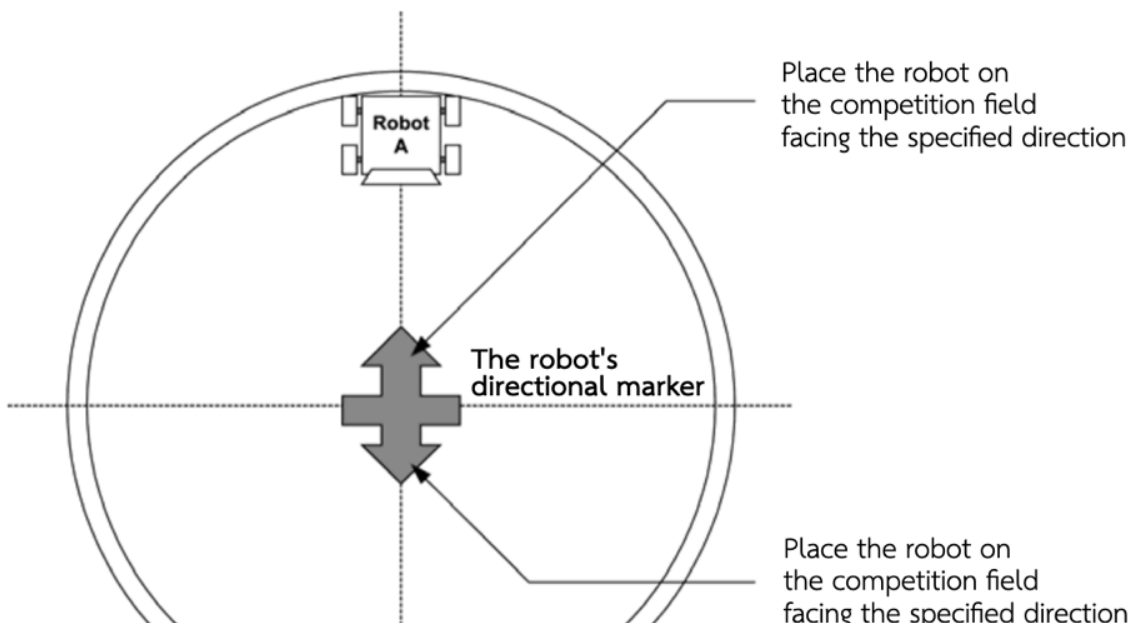 Place the robot on
the competition field
facing the specified direction
Robot
A
The robot's
directional marker
Place the robot on
the competition field
facing the specified direction